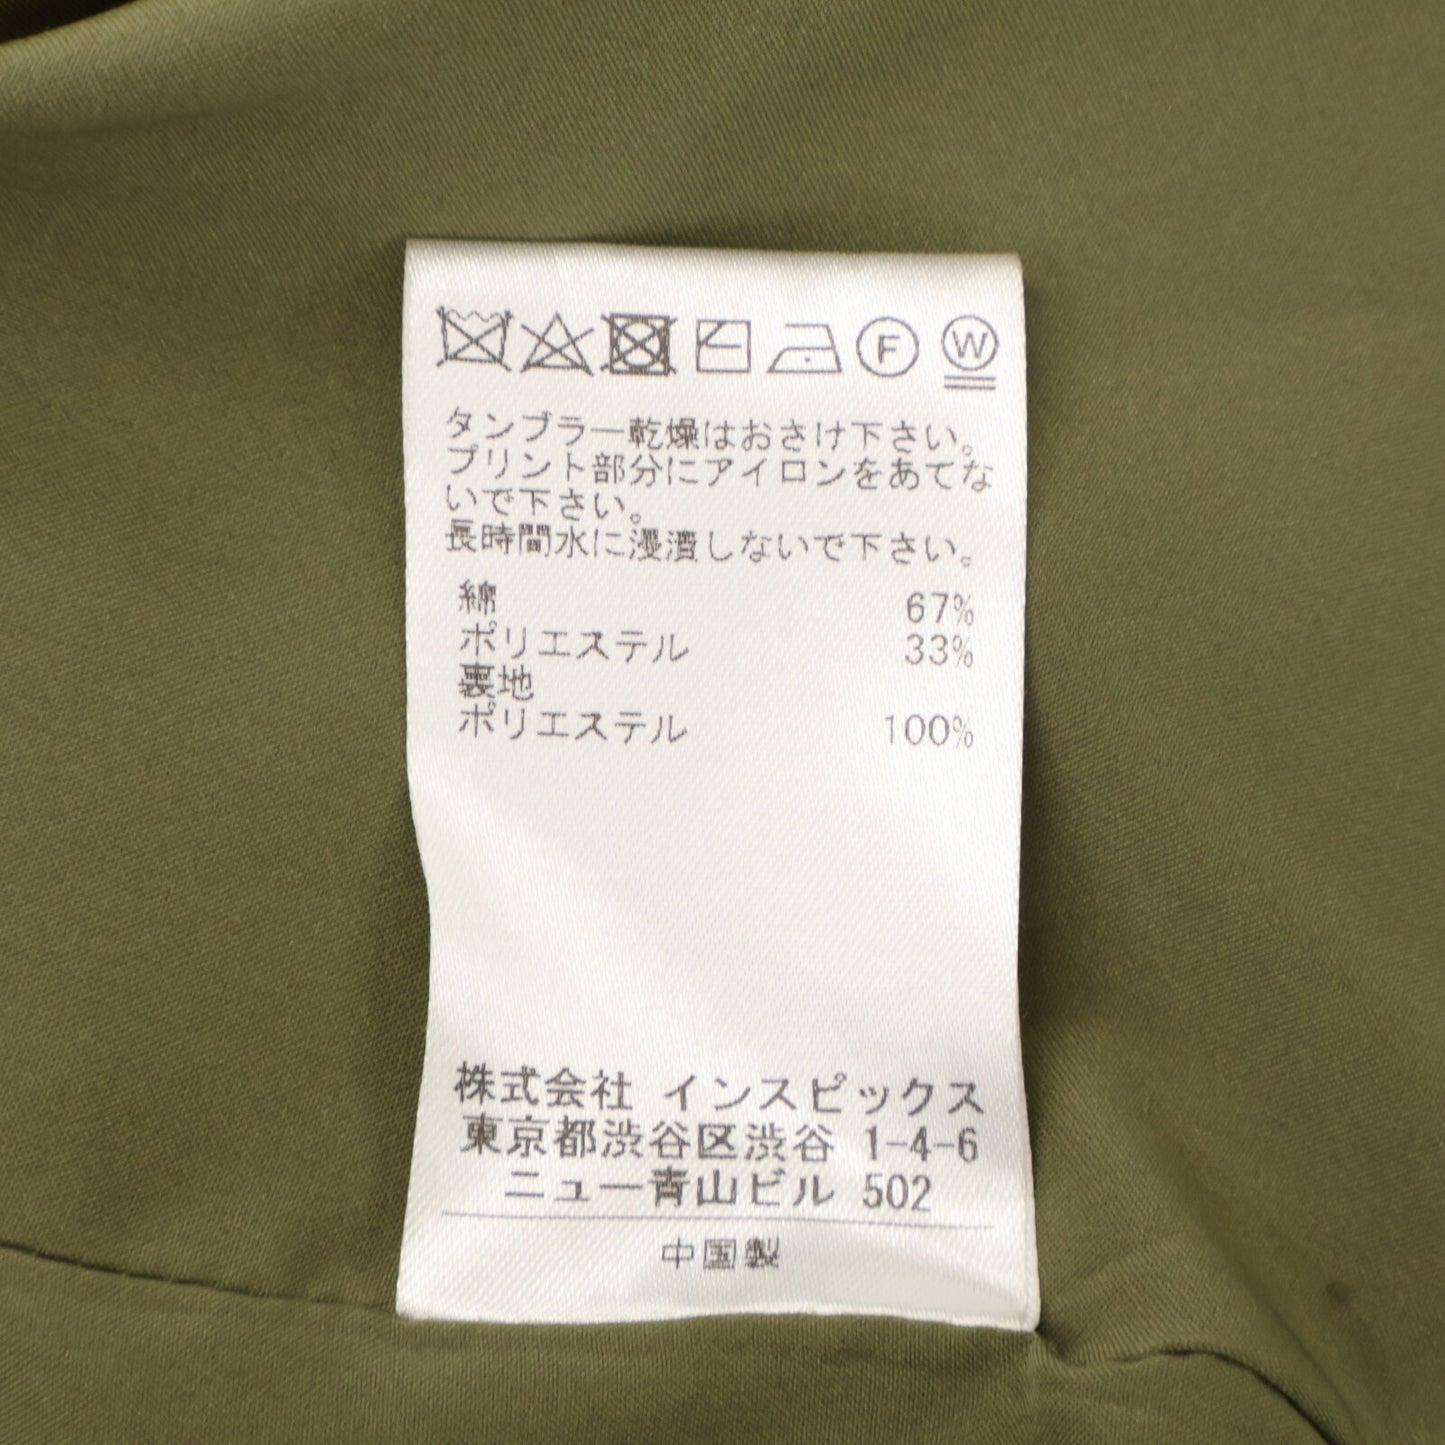 F W
タンブラー乾燥はおさけ下さい。
プリント部分にアイロンをあてな
いで下さい。
長時間水に浸漬しないで下さい。
綿 67%
ポリエステル 33%
裏地
ポリエステル 100%
株式会社 インスピックス
東京都渋谷区渋谷 1-4-6
ニュー青山ビル 502
中国製